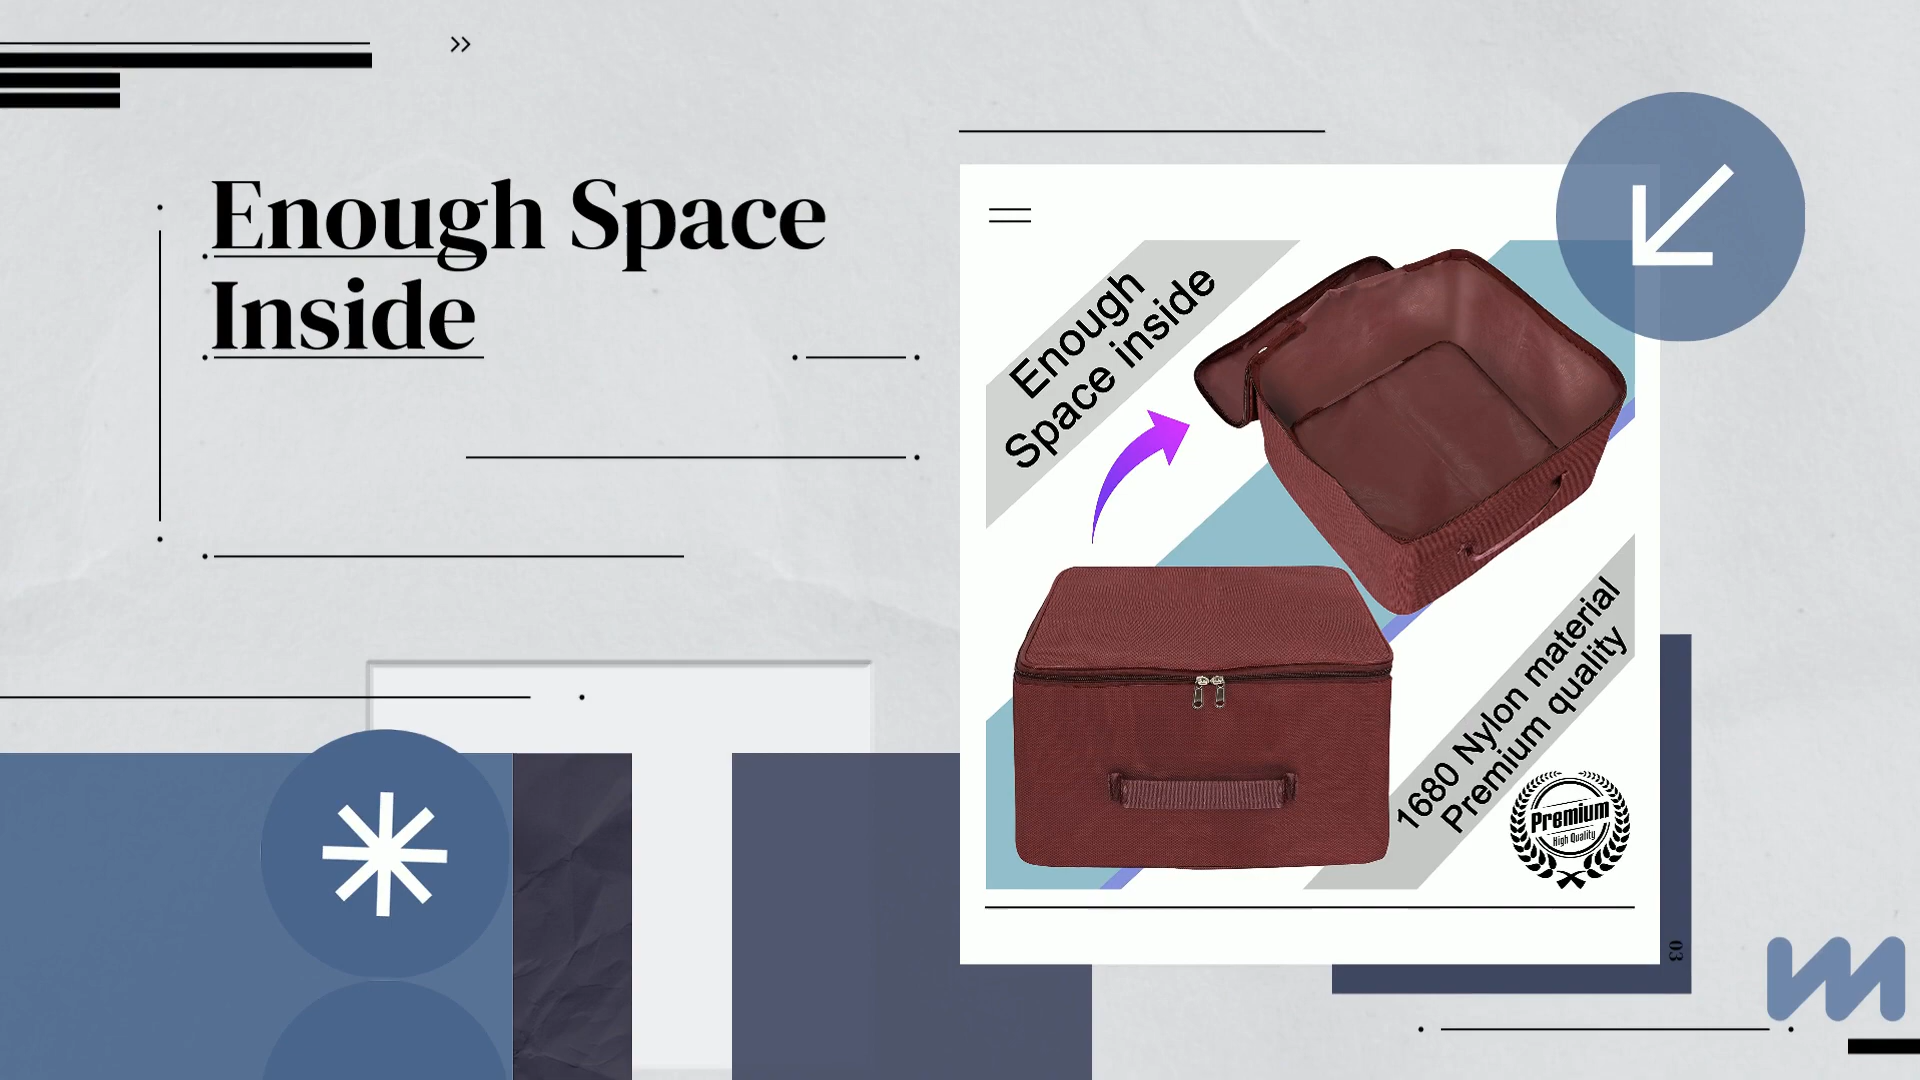 Enough Space
Inside
Enough
Space inside
1680 Nylon material
Premium quality
Premium
High Quality
03